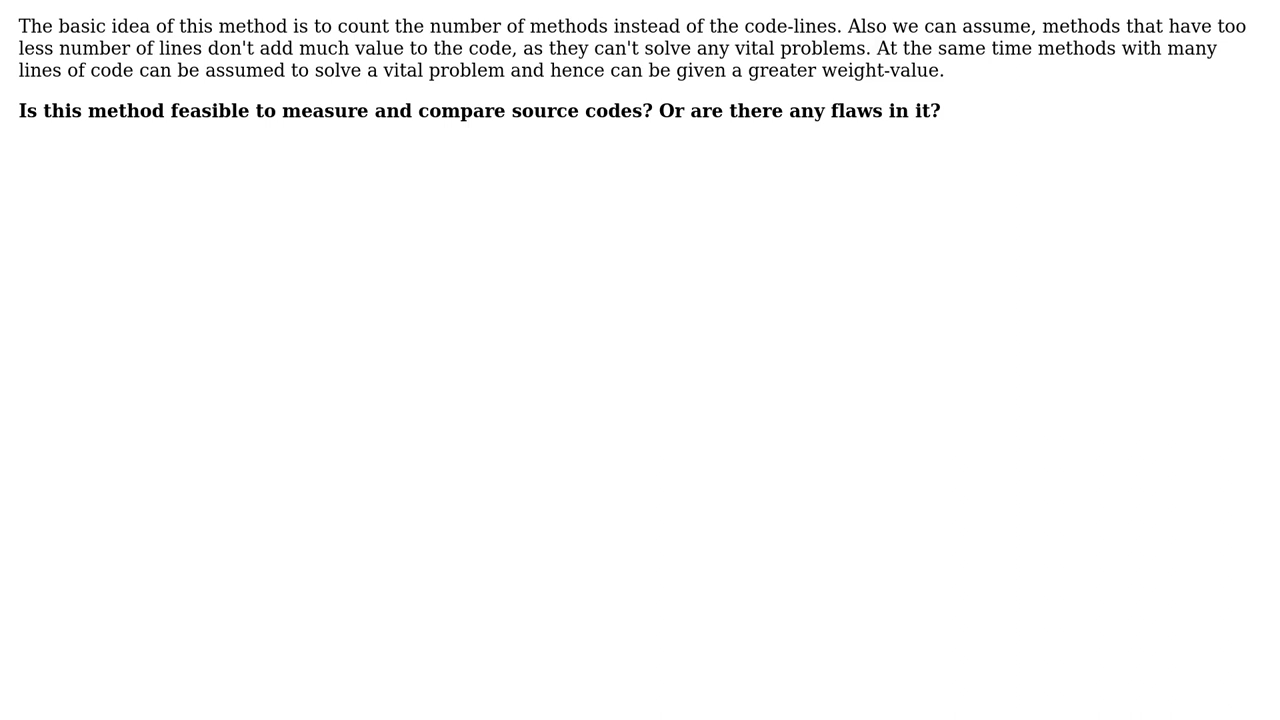 The basic idea of this method is to count the number of methods instead of the code-lines. Also we can assume, methods that have too
less number of lines don't add much value to the code, as they can't solve any vital problems. At the same time methods with many
lines of code can be assumed to solve a vital problem and hence can be given a greater weight-value.
Is this method feasible to measure and compare source codes? Or are there any flaws in it?